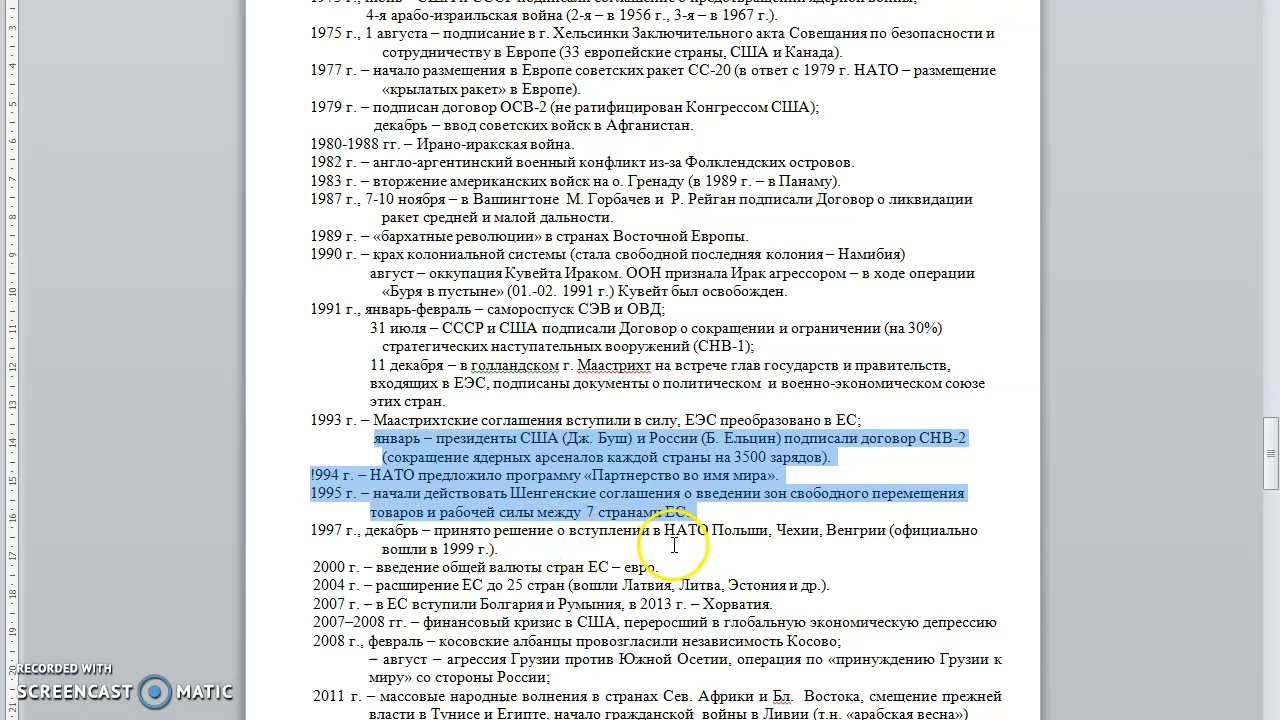 1973 г., июнь – США и СССР подписали соглашение о предотвращении ядерной войны;
4-я арабо-израильская война (2-я – в 1956 г., 3-я – в 1967 г.).
1975 г., 1 августа – подписание в г. Хельсинки Заключительного акта Совещания по безопасности и
сотрудничеству в Европе (33 европейские страны, США и Канада).
1977 г. – начало размещения в Европе советских ракет СС-20 (в ответ с 1979 г. НАТО – размещение
«крылатых ракет» в Европе).
1979 г. – подписан договор ОСВ-2 (не ратифицирован Конгрессом США);
декабрь – ввод советских войск в Афганистан.
1980-1988 гг. – Ирано-иракская война.
1982 г. – англо-аргентинский военный конфликт из-за Фолклендских островов.
1983 г. – вторжение американских войск на о. Гренаду (в 1989 г. – в Панаму).
1987 г., 7-10 ноября – в Вашингтоне М. Горбачев и Р. Рейган подписали Договор о ликвидации
ракет средней и малой дальности.
1989 г. – «бархатные революции» в странах Восточной Европы.
1990 г. – крах колониальной системы (стала свободной последняя колония – Намибия)
август – оккупация Кувейта Ираком. ООН признала Ирак агрессором – в ходе операции
«Буря в пустыне» (01.-02. 1991 г.) Кувейт был освобожден.
1991 г., январь-февраль – самороспуск СЭВ и ОВД;
31 июля – СССР и США подписали Договор о сокращении и ограничении (на 30%)
стратегических наступательных вооружений (СНВ-1);
11 декабря – в голландском г. Маастрихт на встрече глав государств и правительств,
входящих в ЕЭС, подписаны документы о политическом и военно-экономическом союзе
этих стран.
1993 г. – Маастрихтские соглашения вступили в силу, ЕЭС преобразовано в ЕС;
январь – президенты США (Дж. Буш) и России (Б. Ельцин) подписали договор СНВ-2
(сокращение ядерных арсеналов каждой страны на 3500 зарядов).
!994 г. – НАТО предложило программу «Партнерство во имя мира».
1995 г. – начали действовать Шенгенские соглашения о введении зон свободного перемещения
товаров и рабочей силы между 7 странами ЕС.
1997 г., декабрь – принято решение о вступлении в НАТО Польши, Чехии, Венгрии (официально
вошли в 1999 г.).
2000 г. – введение общей валюты стран ЕС – евро.
2004 г. – расширение ЕС до 25 стран (вошли Латвия, Литва, Эстония и др.).
2007 г. – в ЕС вступили Болгария и Румыния, в 2013 г. – Хорватия.
2007–2008 гг. – финансовый кризис в США, переросший в глобальную экономическую депрессию
2008 г., февраль – косовские албанцы провозгласили независимость Косово;
– август – агрессия Грузии против Южной Осетии, операция по «принуждению Грузии к
миру» со стороны России;
2011 г. – массовые народные волнения в странах Сев. Африки и Бл. Востока, смещение прежней
власти в Тунисе и Египте, начало гражданской войны в Ливии (т.н. «арабская весна»)
RECORDED WITH
SCREENCAST MATIC